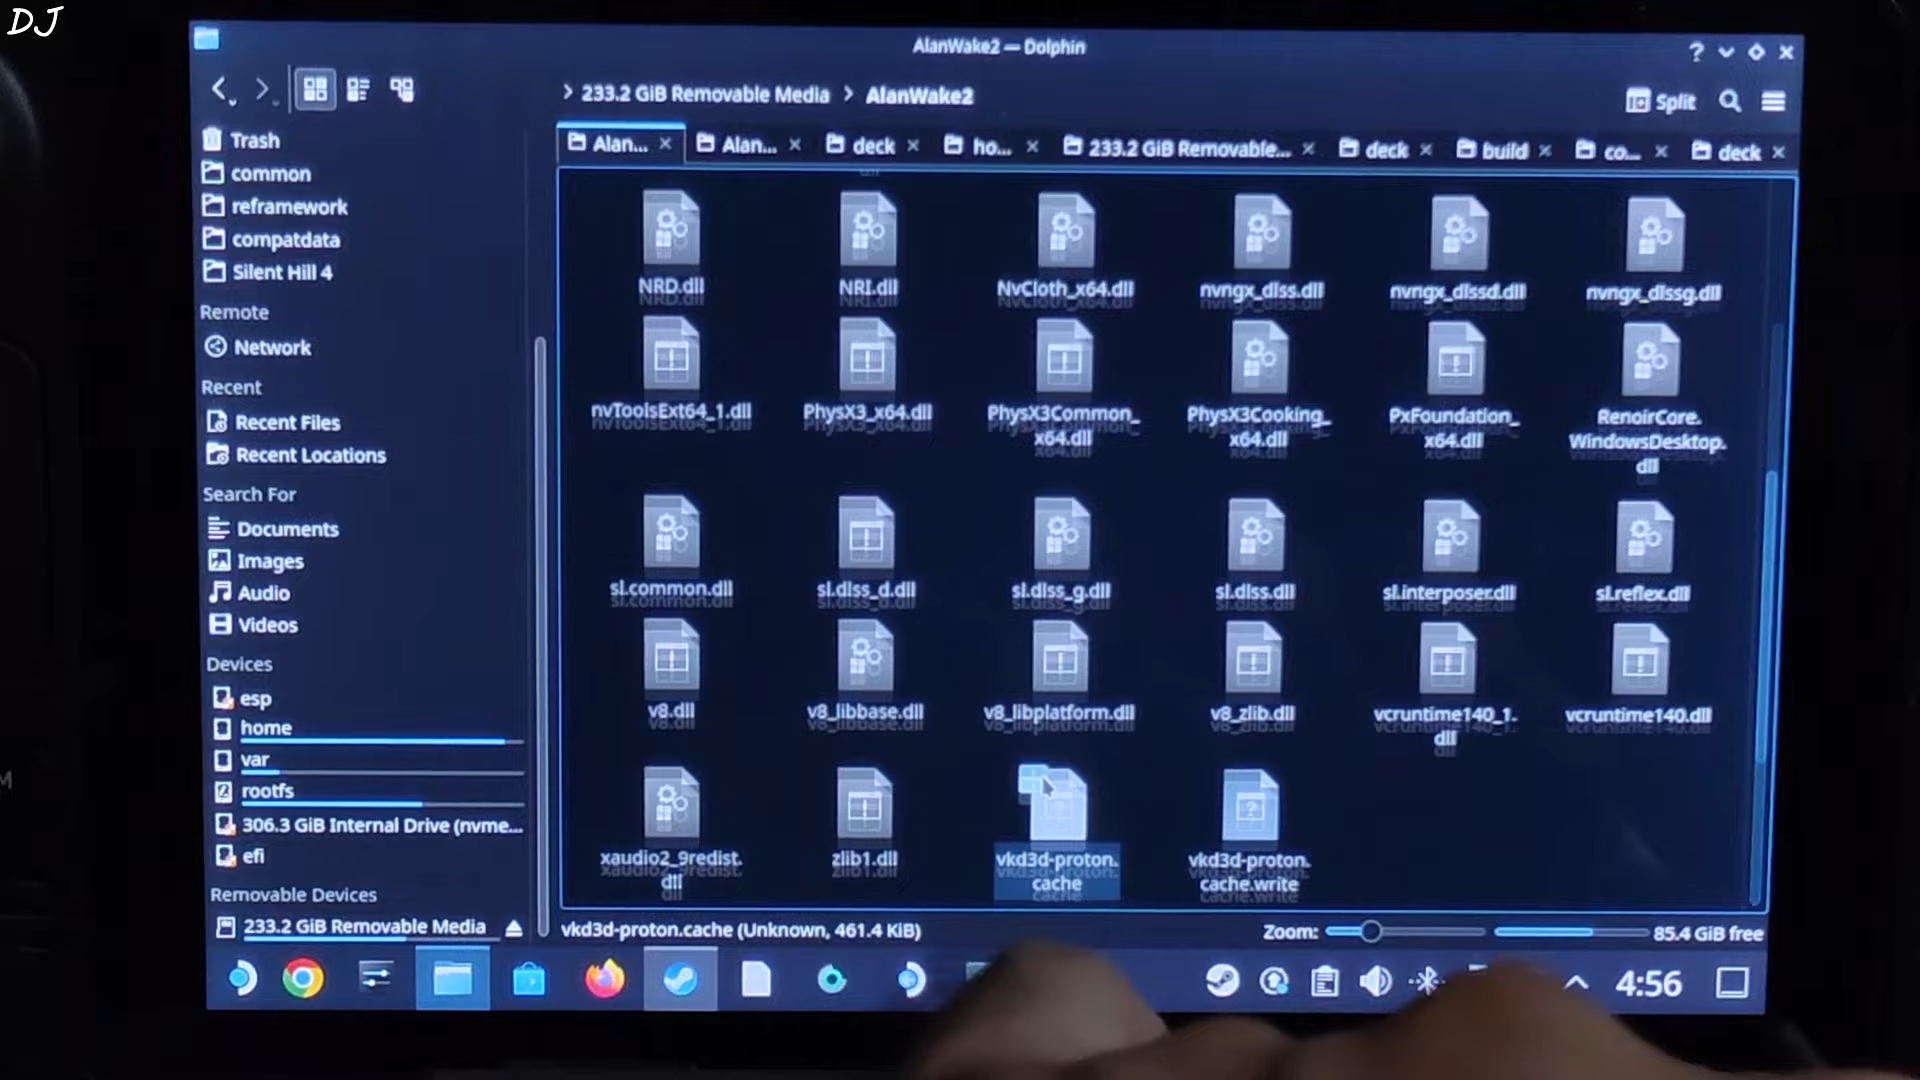 DJ
AlanWake2 — Dolphin
233.2 GiB Removable Media > AlanWake2
Split
Alan...
Alan...
deck
ho...
233.2 GiB Removable...
deck
build
co...
deck
Trash
common
reframework
compatdata
Silent Hill 4
Remote
Network
Recent
Recent Files
Recent Locations
Search For
Documents
Images
Audio
Videos
Devices
esp
home
var
rootfs
306.3 GiB Internal Drive (nvme...
efi
Removable Devices
233.2 GiB Removable Media
NRD.dll
NRI.dll
NvCloth_x64.dll
nvngx_dlss.dll
nvngx_dlssd.dll
nvngx_dlssg.dll
nvToolsExt64_1.dll
PhysX3_x64.dll
PhysX3Common_
x64.dll
PhysX3Cooking_
x64.dll
PxFoundation_
x64.dll
RenoirCore.
WindowsDesktop.
dll
sl.common.dll
sl.dlss_d.dll
sl.dlss_g.dll
sl.dlss.dll
sl.interposer.dll
sl.reflex.dll
v8.dll
v8_libbase.dll
v8_libplatform.dll
v8_zlib.dll
vcruntime140_1.
dll
vcruntime140.dll
xaudio2_9redist.
dll
zlib1.dll
vkd3d-proton.
cache
vkd3d-proton.
cache.write
vkd3d-proton.cache (Unknown, 461.4 KiB)
Zoom:
85.4 GiB free
4:56